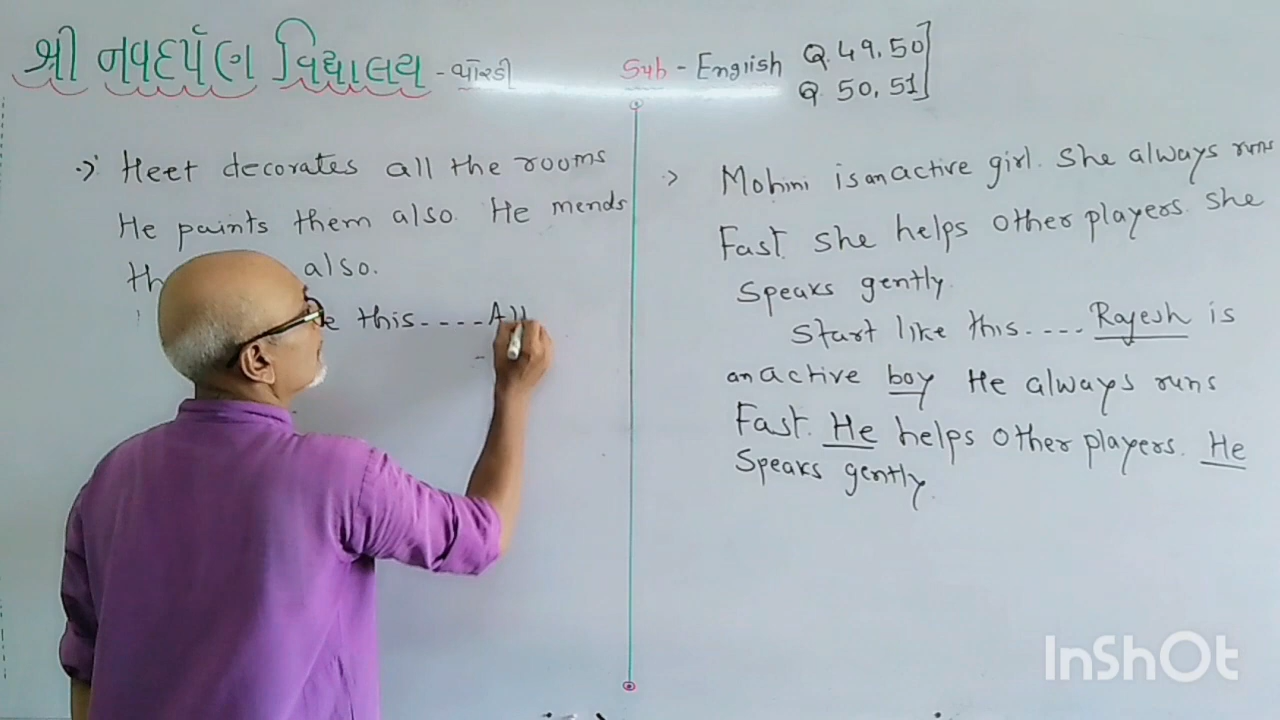 શ્રી નવદર્પણ વિદ્યાલય - વોરડી
Sub - English Q. 49, 50
Q. 50, 51
Heet decorates all the rooms
He paints them also. He mends
also.
this....All
Mohini is an active girl. She always runs
Fast. She helps other players. She
Speaks gently.
Start like this.... Rajesh is
an active boy He always runs
Fast. He helps other players. He
Speaks gently.
InShOt